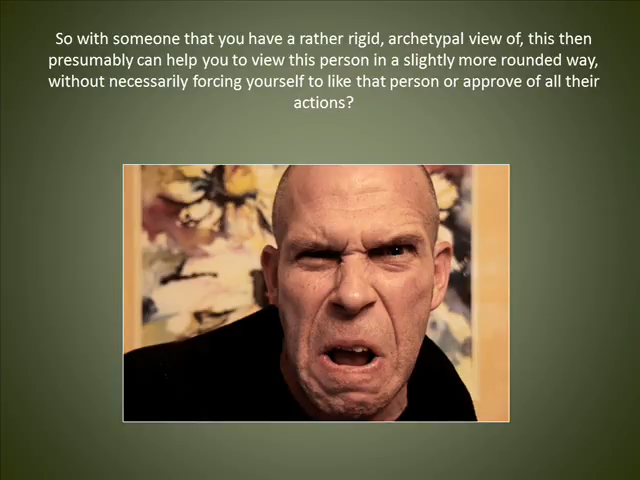 So with someone that you have a rather rigid, archetypal view of, this then
presumably can help you to view this person in a slightly more rounded way,
without necessarily forcing yourself to like that person or approve of all their
actions?